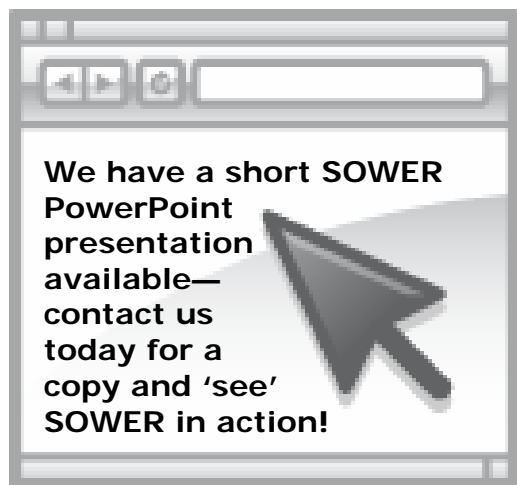 We have a short SOWER
PowerPoint
presentation
available—
contact us
today for a
copy and ‘see’
SOWER in action!